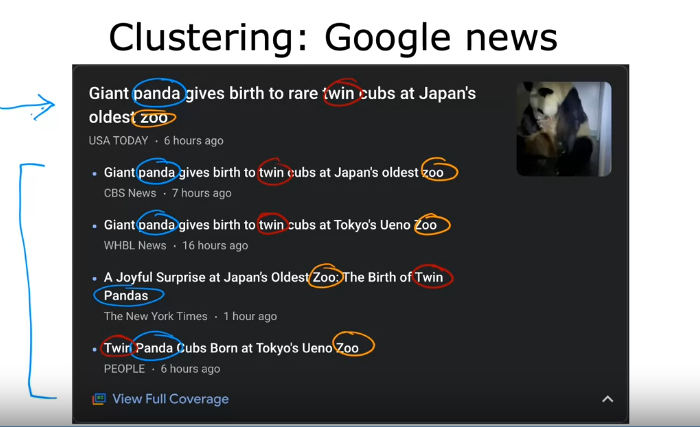 Clustering: Google news
Giant panda gives birth to rare twin cubs at Japan's
oldest zoo
USA TODAY · 6 hours ago
• Giant panda gives birth to twin cubs at Japan's oldest zoo
CBS News · 7 hours ago
• Giant panda gives birth to twin cubs at Tokyo's Ueno Zoo
WHBL News · 16 hours ago
• A Joyful Surprise at Japan's Oldest Zoo: The Birth of Twin
Pandas
The New York Times · 1 hour ago
• Twin Panda Cubs Born at Tokyo's Ueno Zoo
PEOPLE · 6 hours ago
View Full Coverage